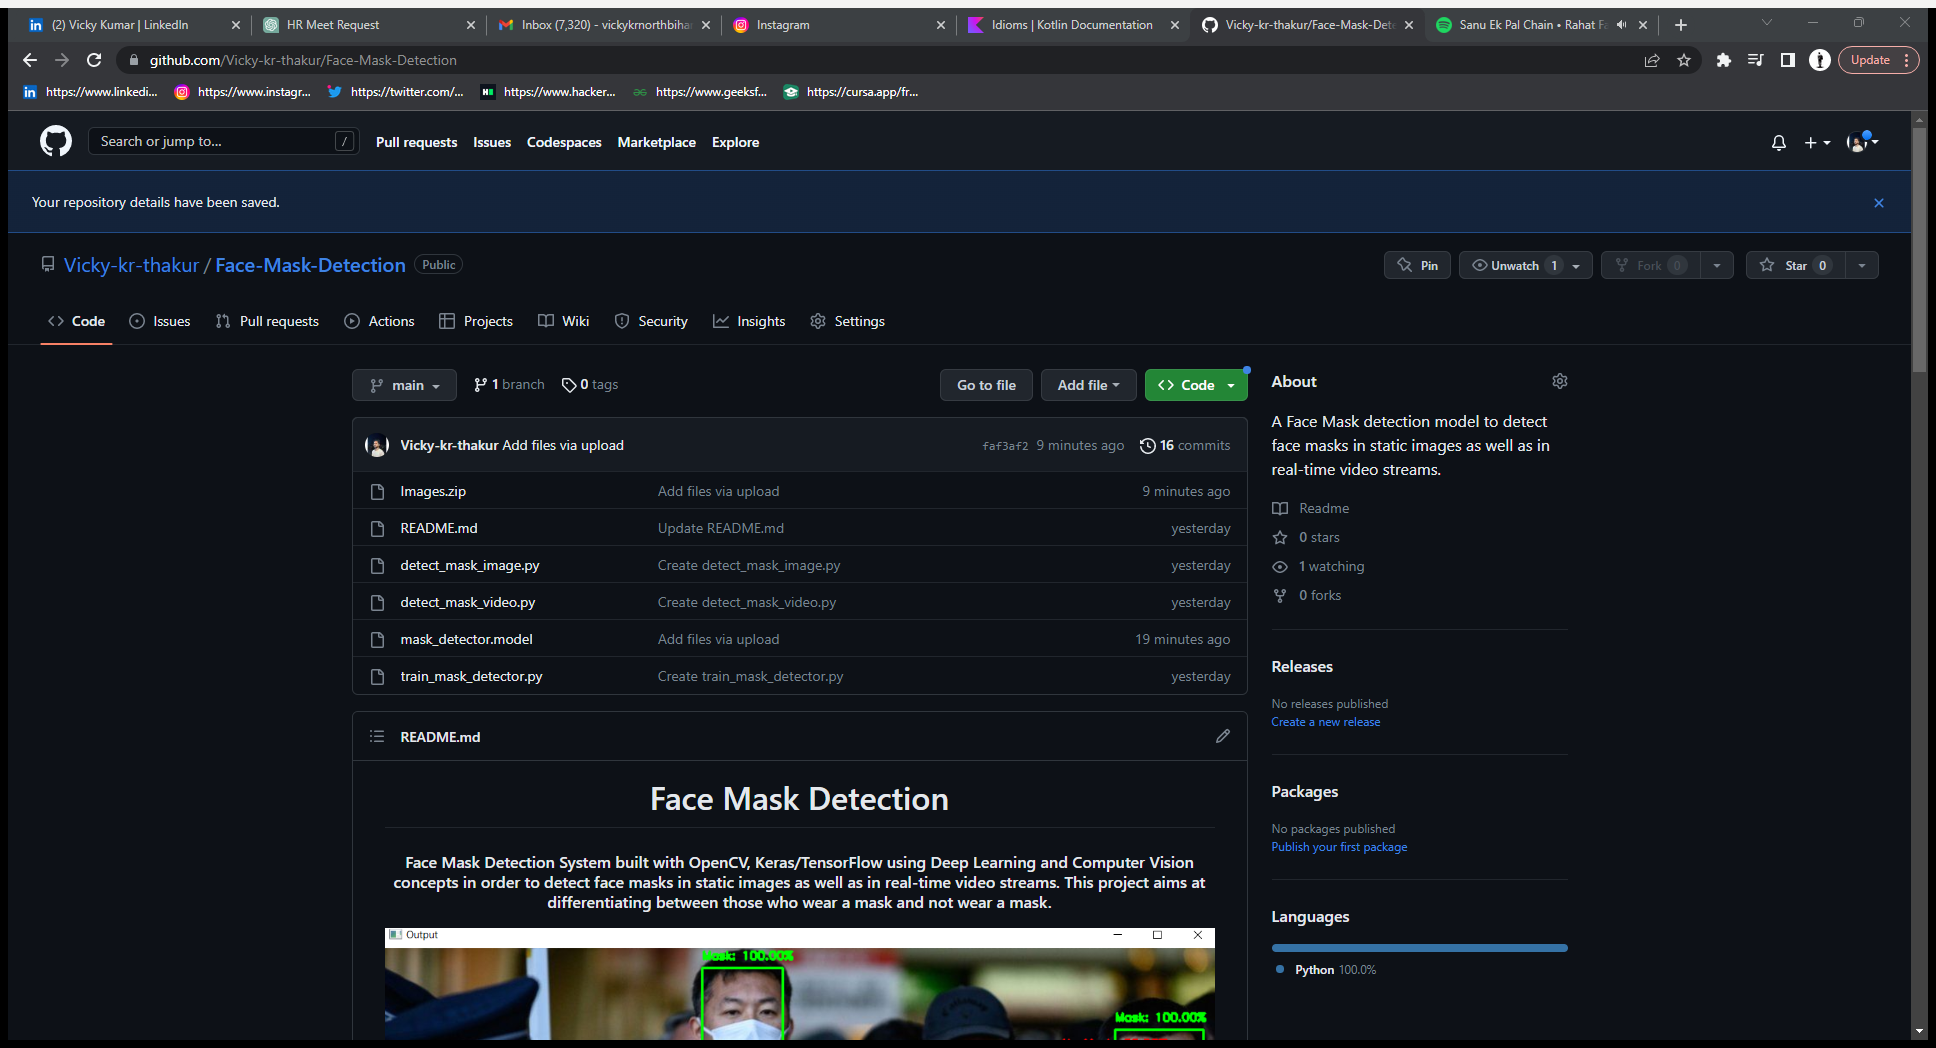 (2) Vicky Kumar | LinkedIn
HR Meet Request
Inbox (7,320) - vickykrnorthbiha
Instagram
Idioms | Kotlin Documentation
Vicky-kr-thakur/Face-Mask-Dete
Sanu Ek Pal Chain • Rahat Fa
github.com/Vicky-kr-thakur/Face-Mask-Detection
Update
https://www.linkedi...
https://www.instagr...
https://twitter.com/...
https://www.hacker...
https://www.geeksf...
https://cursa.app/fr...
Search or jump to... /
Pull requests
Issues
Codespaces
Marketplace
Explore
Your repository details have been saved.
Vicky-kr-thakur / Face-Mask-Detection Public
Pin
Unwatch 1
Fork 0
Star 0
Code
Issues
Pull requests
Actions
Projects
Wiki
Security
Insights
Settings
main
1 branch
0 tags
Go to file
Add file
Code
Vicky-kr-thakur Add files via upload faf3af2 9 minutes ago 16 commits
Images.zip Add files via upload 9 minutes ago
README.md Update README.md yesterday
detect_mask_image.py Create detect_mask_image.py yesterday
detect_mask_video.py Create detect_mask_video.py yesterday
mask_detector.model Add files via upload 19 minutes ago
train_mask_detector.py Create train_mask_detector.py yesterday
README.md
Face Mask Detection
Face Mask Detection System built with OpenCV, Keras/TensorFlow using Deep Learning and Computer Vision
concepts in order to detect face masks in static images as well as in real-time video streams. This project aims at
differentiating between those who wear a mask and not wear a mask.
Output
Mask: 100.00%
Mask: 100.00%
About
A Face Mask detection model to detect
face masks in static images as well as in
real-time video streams.
Readme
0 stars
1 watching
0 forks
Releases
No releases published
Create a new release
Packages
No packages published
Publish your first package
Languages
Python 100.0%